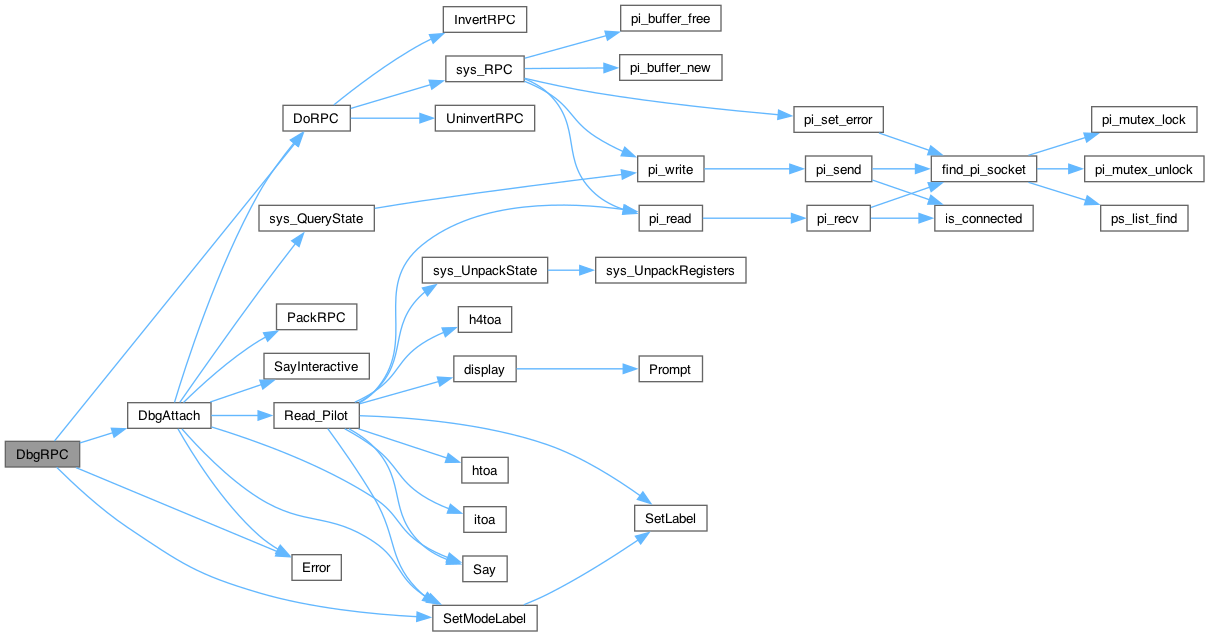 DbgRPC
DbgAttach
DoRPC
InvertRPC
sys_RPC
pi_buffer_free
pi_buffer_new
UninvertRPC
pi_set_error
find_pi_socket
pi_mutex_lock
pi_mutex_unlock
ps_list_find
pi_write
pi_send
is_connected
pi_read
pi_recv
sys_QueryState
PackRPC
SayInteractive
Read_Pilot
sys_UnpackState
sys_UnpackRegisters
h4toa
display
Prompt
htoa
itoa
Say
SetLabel
SetModeLabel
Error